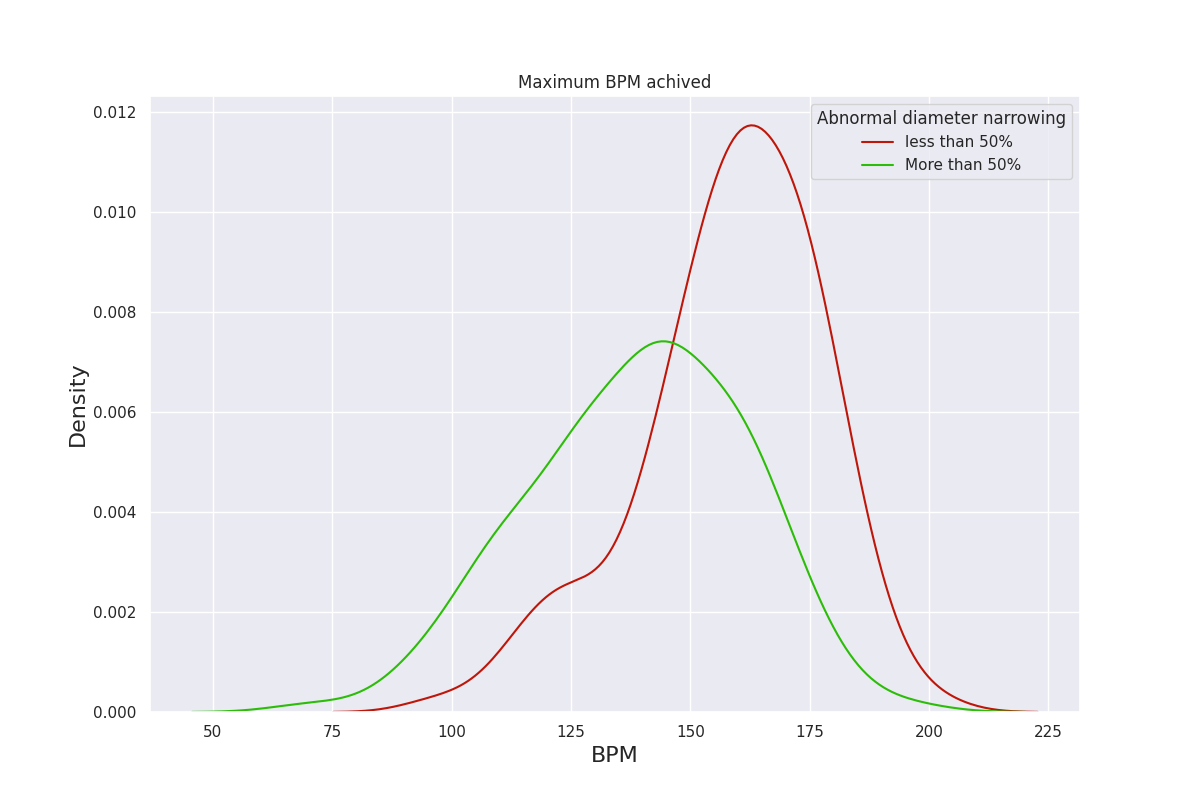 Maximum BPM achived
Abnormal diameter narrowing
less than 50%
More than 50%
0.012
0.010
0.008
0.006
0.004
0.002
0.000
Density
50 75 100 125 150 175 200 225
BPM